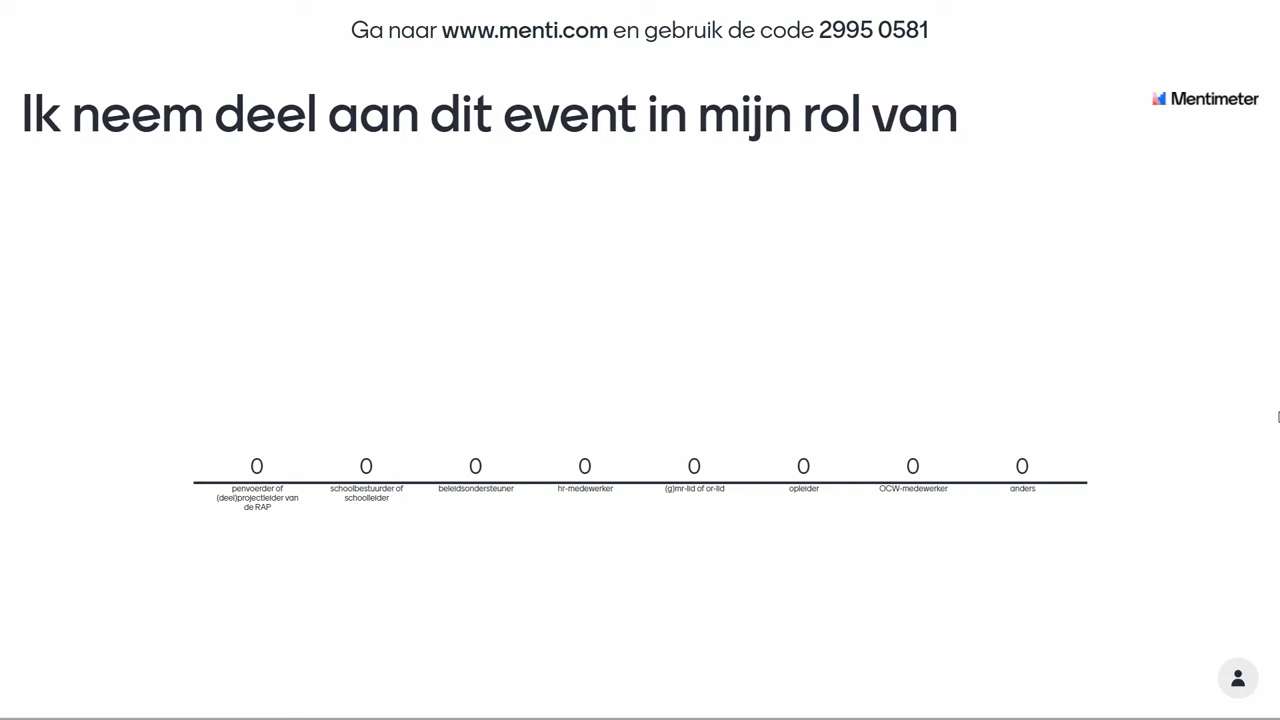 Ga naar www.menti.com en gebruik de code 2995 0581
Ik neem deel aan dit event in mijn rol van
Mentimeter
0 0 0 0 0 0 0 0
penvoerder of
(deel)projectleider van
de RAP
schoolbestuurder of
schoolleider
beleidsondersteuner
hr-medewerker
(g)mr-lid of or-lid
opleider
OCW-medewerker
anders